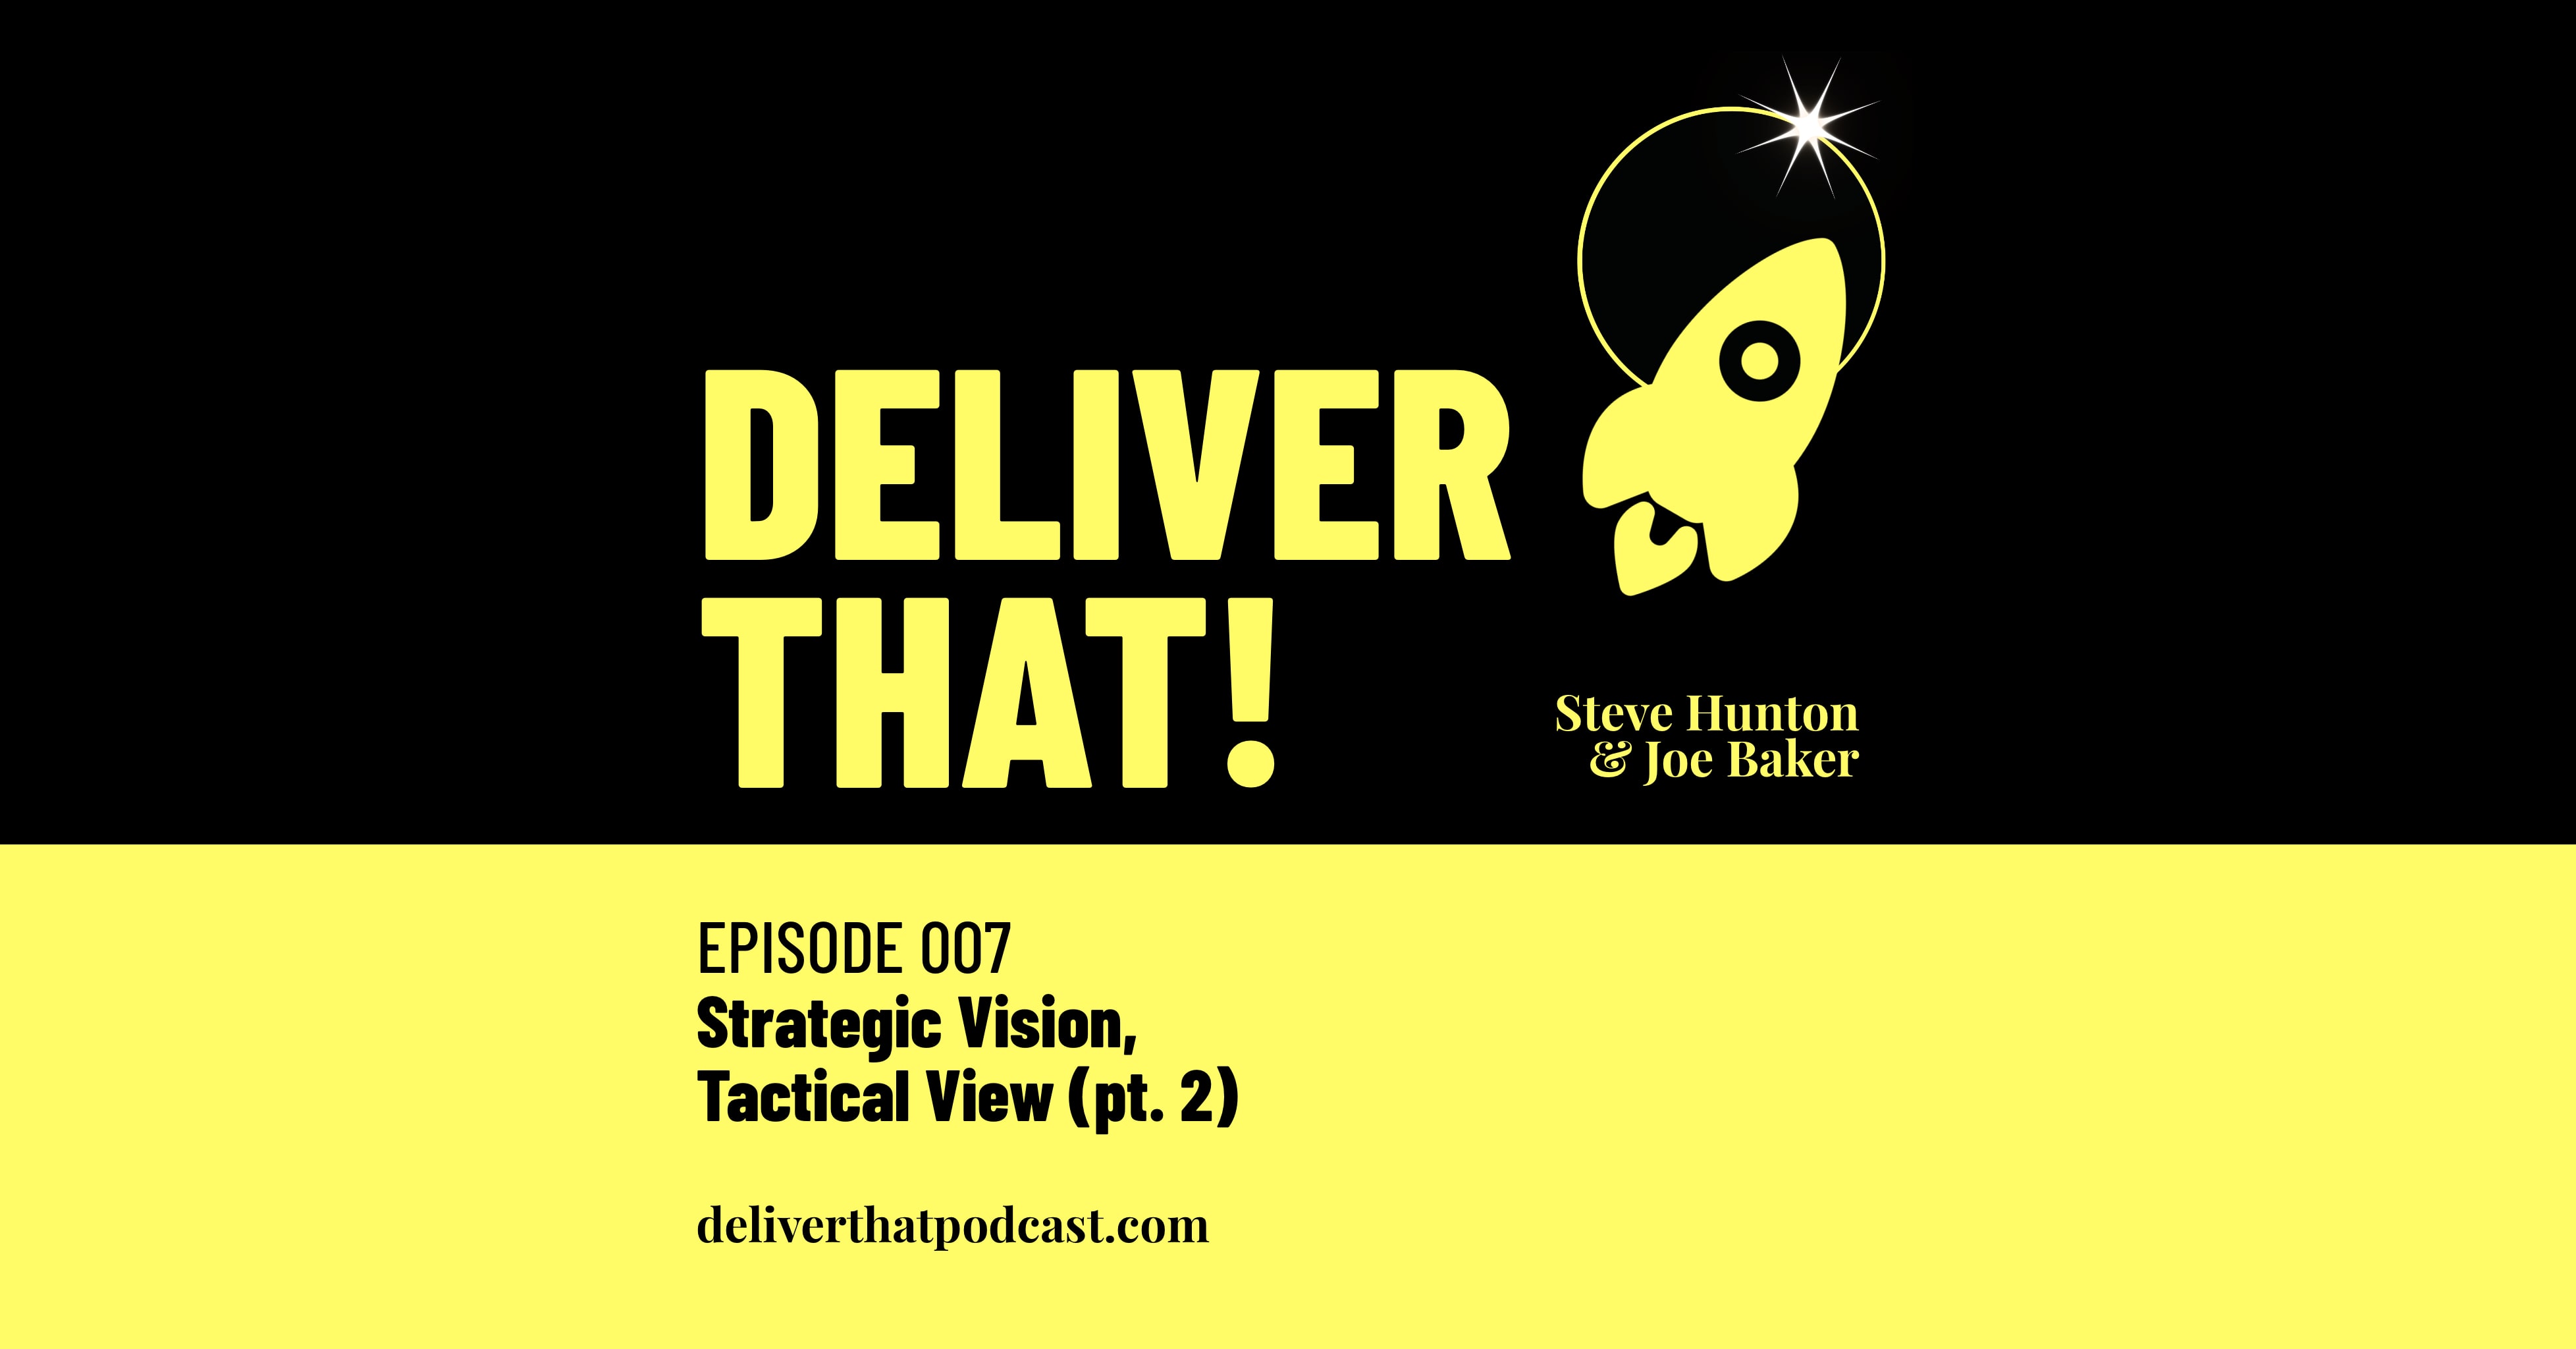 DELIVER
THAT!
Steve Hunton
& Joe Baker
EPISODE 007
Strategic Vision,
Tactical View (pt. 2)
deliverthatpodcast.com